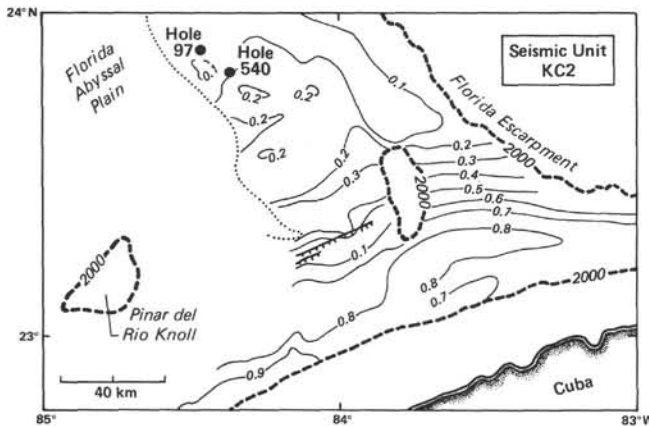 24°N
Hole
97
Hole
540
Seismic Unit
KC2
Florida
Abyssal
Plain
Florida Escarpment
0.1
0.2
0.2
0.2
0.2
0.2
0.2
0.3
0.2
0.3
0.4
0.5
0.6
0.7
0.8
2000
2000
0.1
2000
2000
0.8
0.7
0.8
0.9
Pinar del
Rio Knoll
23°
40 km
Cuba
85°
84°
83°W